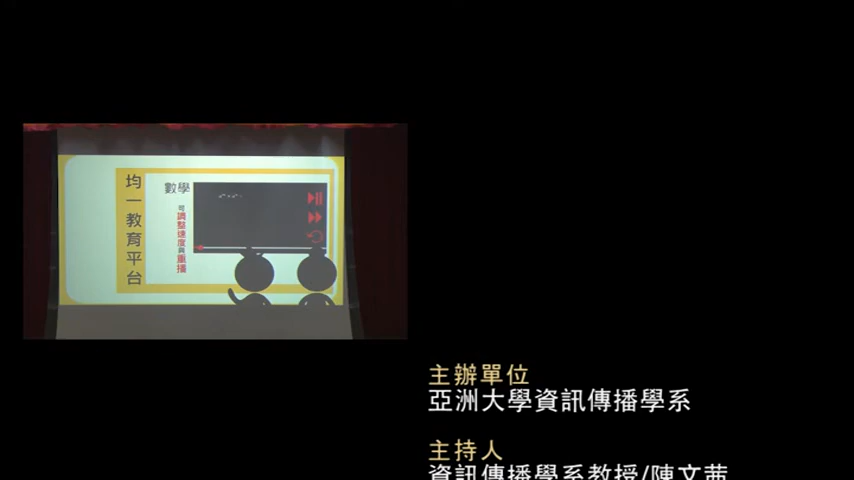 均一教育平台
數學
可調整速度與重播
主辦單位
亞洲大學資訊傳播學系
主持人
資訊傳播學系教授/陳文茜